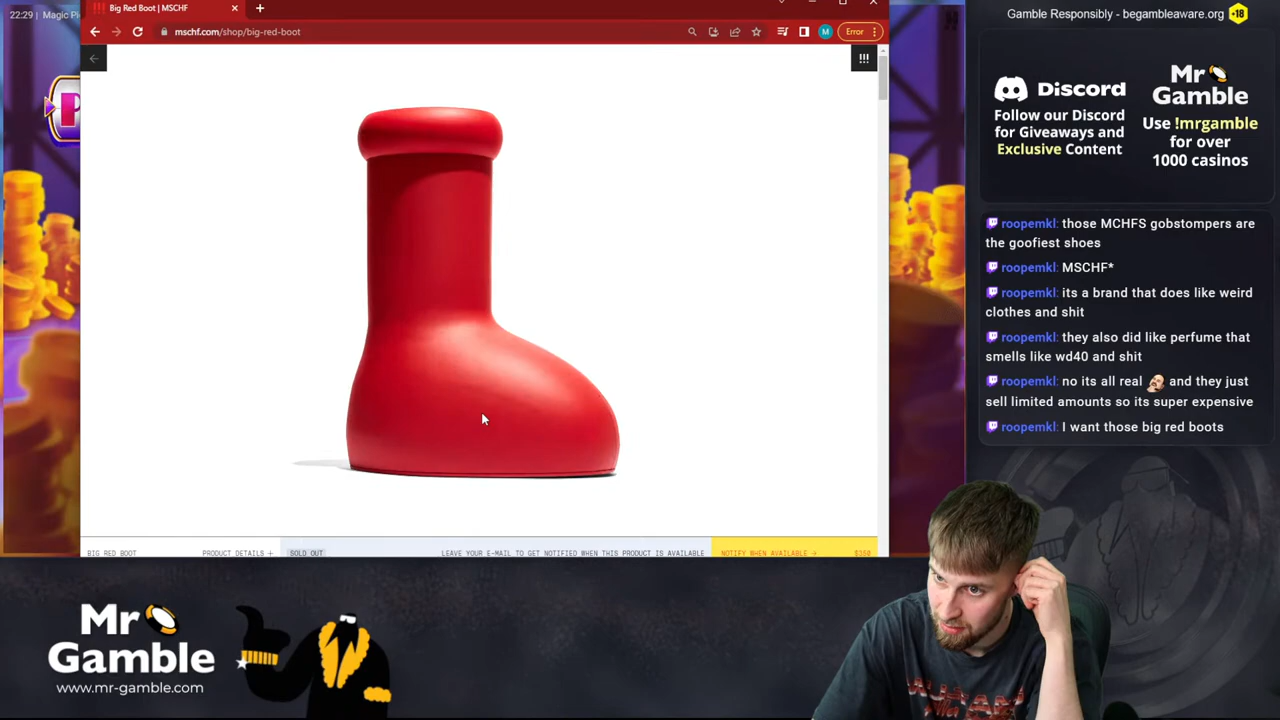 22:29 | Magic Pi
Big Red Boot | MSCHF
mschf.com/shop/big-red-boot
M
Error
!!!
BIG RED BOOT
PRODUCT DETAILS +
SOLD OUT
LEAVE YOUR E-MAIL TO GET NOTIFIED WHEN THIS PRODUCT IS AVAILABLE
NOTIFY WHEN AVAILABLE →
$350
Gamble Responsibly - begambleaware.org +18
Discord
Follow our Discord
for Giveaways and
Exclusive Content
Mr
Gamble
Use !mrgamble
for over
1000 casinos
roopemkl: those MCHFS gobstompers are
the goofiest shoes
roopemkl: MSCHF*
roopemkl: its a brand that does like weird
clothes and shit
roopemkl: they also did like perfume that
smells like wd40 and shit
roopemkl: no its all real and they just
sell limited amounts so its super expensive
roopemkl: I want those big red boots
Mr
Gamble
www.mr-gamble.com